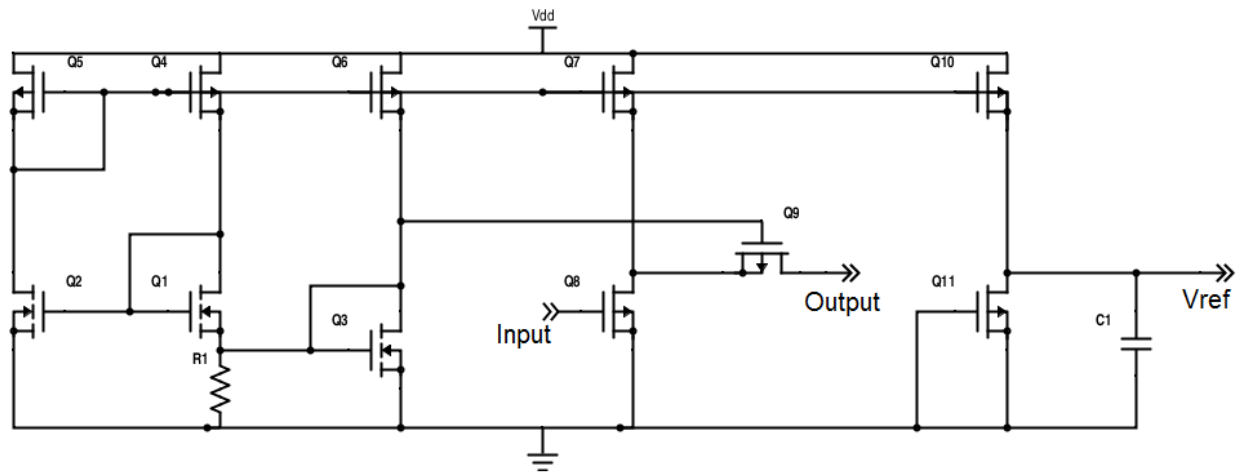 Vdd
Q5
Q4
Q6
Q7
Q10
Q9
Q2
Q1
Q3
Q8
Q11
Input
Output
Vref
R1
C1